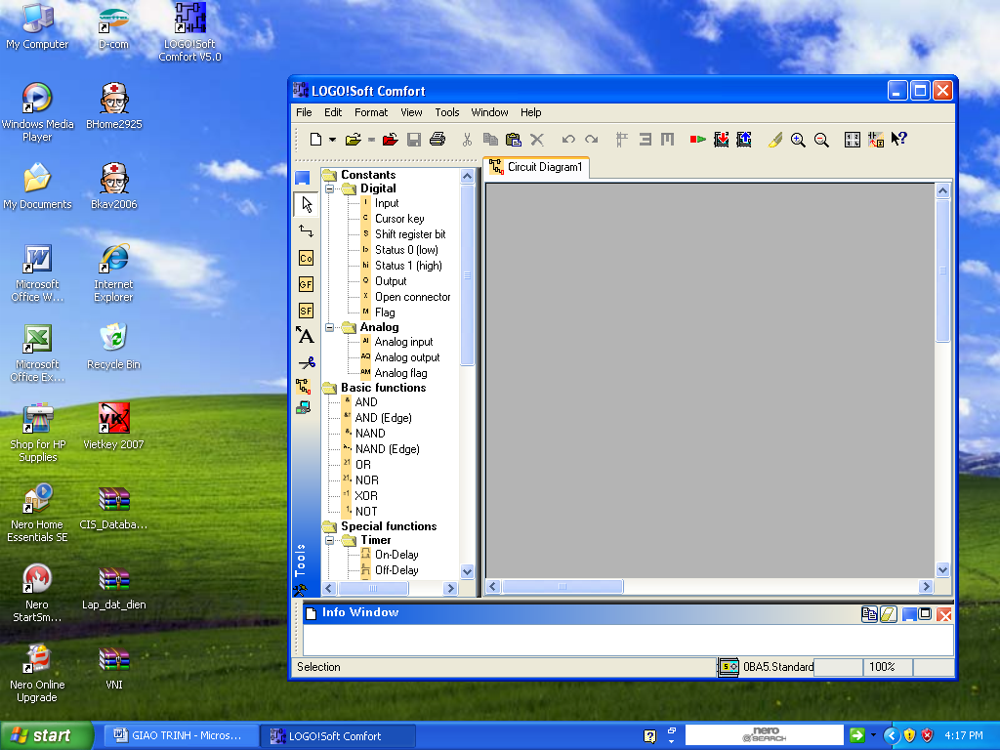 My Computer
D-com
LOGO!Soft
Comfort V5.0
Windows Media
Player
BHome2925
My Documents
Bkav2006
Microsoft
Office W...
Internet
Explorer
Microsoft
Office Ex...
Recycle Bin
Shop for HP
Supplies
Vietkey 2007
Nero Home
Essentials SE
CIS_Databa...
Nero
StartSm...
Lap_dat_dien
Nero Online
Upgrade
VNI
LOGO!Soft Comfort
File Edit Format View Tools Window Help
Circuit Diagram1
Constants
Digital
Input
Cursor key
Shift register bit
Status 0 (low)
Status 1 (high)
Output
Open connector
Flag
Analog
Analog input
Analog output
Analog flag
Basic functions
AND
AND (Edge)
NAND
NAND (Edge)
OR
NOR
XOR
NOT
Special functions
Timer
On-Delay
Off-Delay
Co
GF
SF
A
Tools
Info Window
Selection
0BA5.Standard
100%
start
GIAO TRINH - Micros...
LOGO!Soft Comfort
nero
SEARCH
4:17 PM